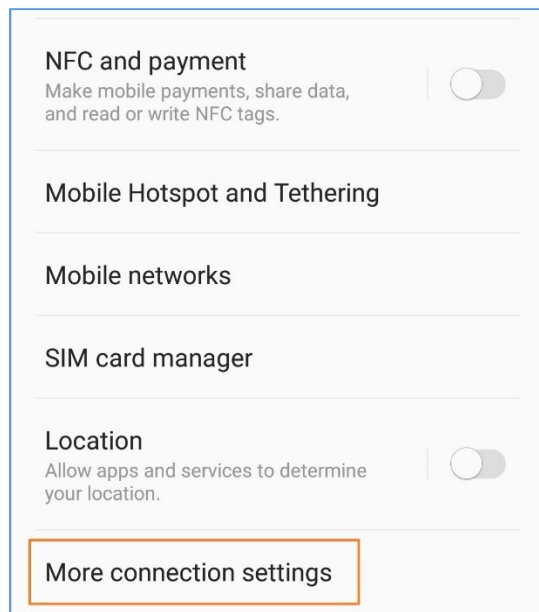 NFC and payment
Make mobile payments, share data,
and read or write NFC tags.
Mobile Hotspot and Tethering
Mobile networks
SIM card manager
Location
Allow apps and services to determine
your location.
More connection settings